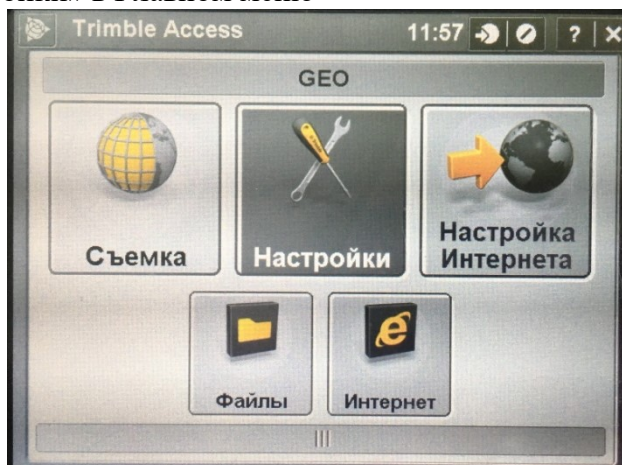 Trimble Access 11:57 ? X
GEO
Съемка
Настройки
Настройка
Интернета
Файлы
Интернет